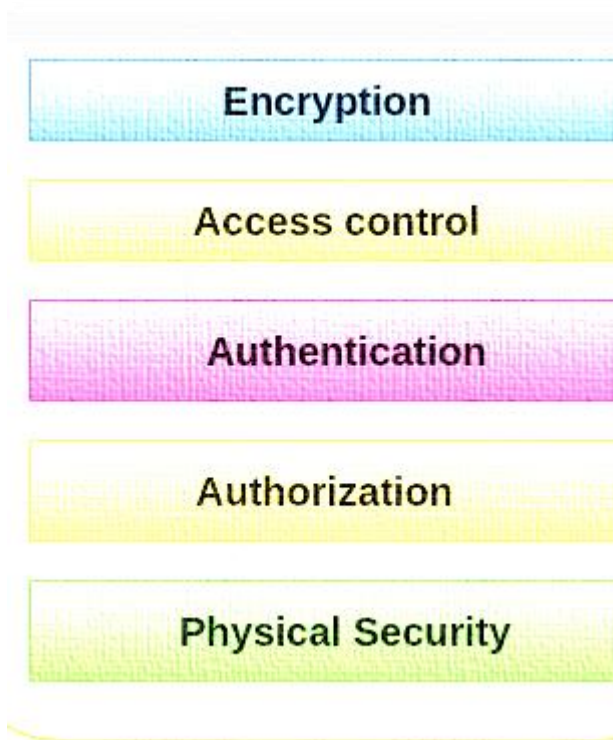 Encryption
Access control
Authentication
Authorization
Physical Security